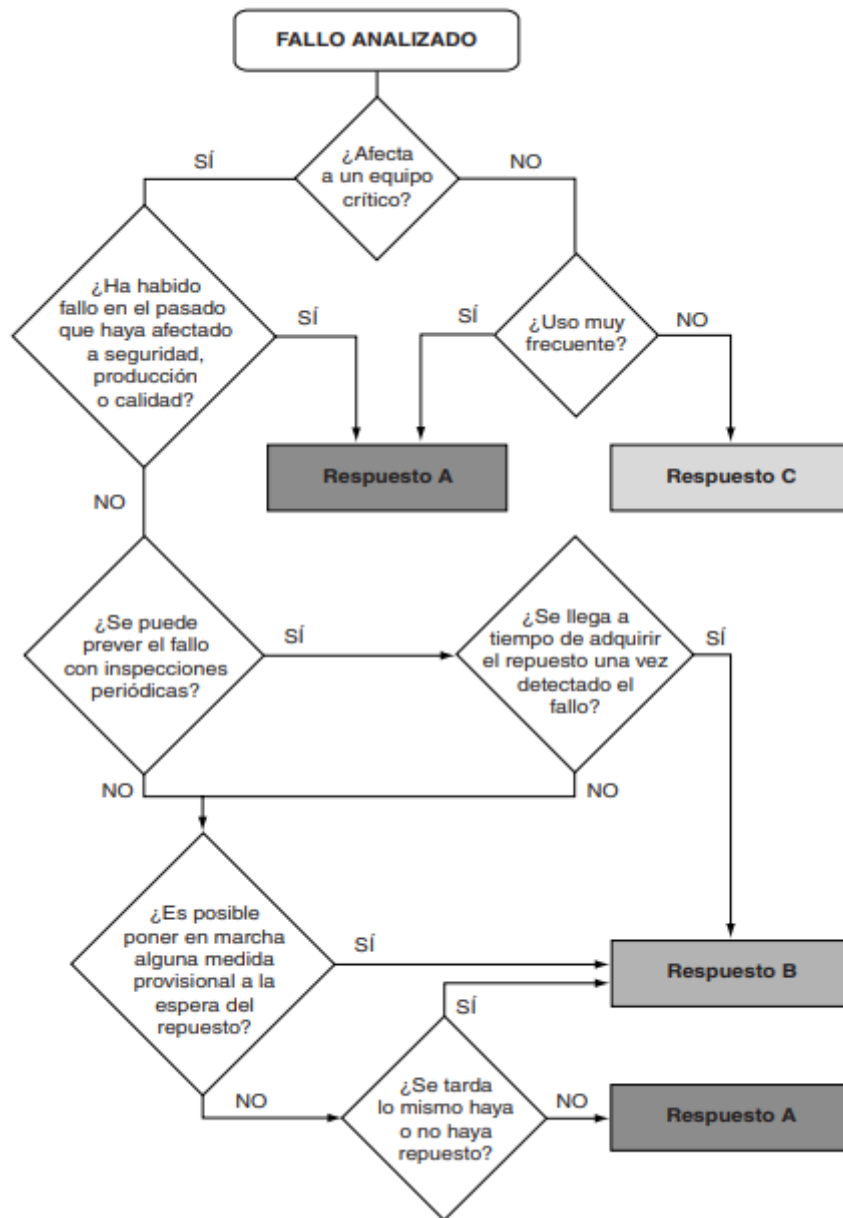 FALLO ANALIZADO
¿Afecta
a un equipo
crítico?
SÍ
NO
¿Ha habido
fallo en el pasado
que haya afectado
a seguridad,
producción
o calidad?
SÍ
SÍ
¿Uso muy
frecuente?
NO
Respuesto A
Respuesto C
NO
¿Se puede
prever el fallo
con inspecciones
periódicas?
SÍ
¿Se llega a
tiempo de adquirir
el repuesto una vez
detectado el
fallo?
SÍ
NO
NO
¿Es posible
poner en marcha
alguna medida
provisional a la
espera del
repuesto?
SÍ
Respuesto B
SÍ
NO
¿Se tarda
lo mismo haya
o no haya
repuesto?
NO
Respuesto A